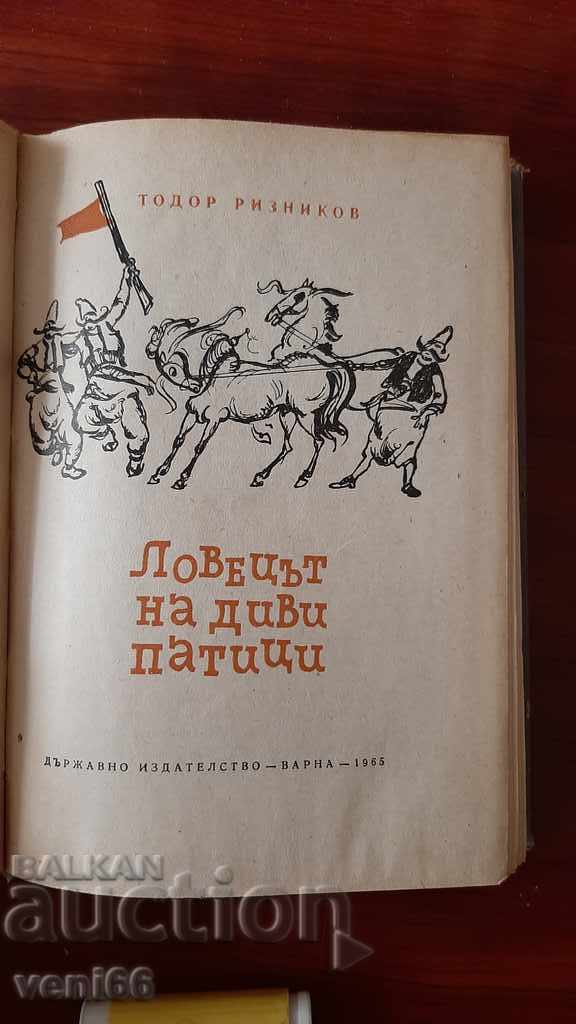 ТОДОР РИЗНИКОВ
Ловецът
на диви
патици
ДЪРЖАВНО ИЗДАТЕЛСТВО — ВАРНА — 1965
BALKAN
auction
veni66